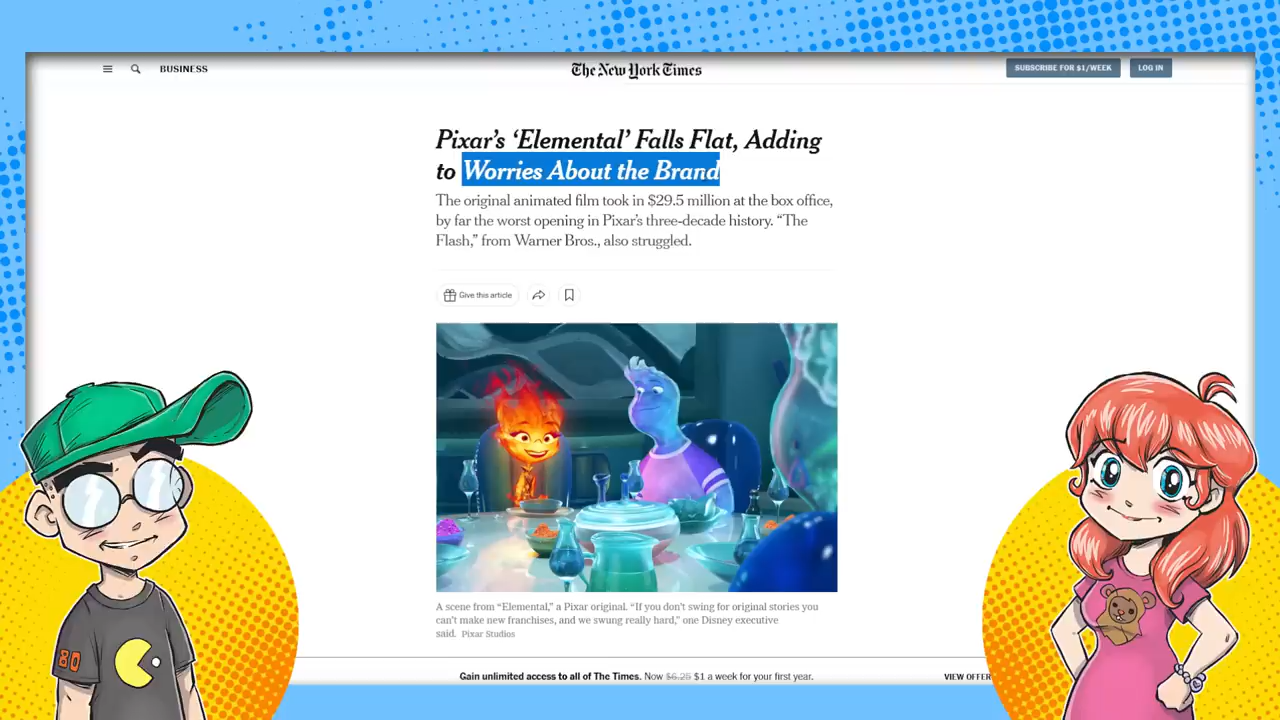 BUSINESS
The New York Times
SUBSCRIBE FOR $1/WEEK
LOG IN
Pixar's ‘Elemental’ Falls Flat, Adding
to Worries About the Brand
The original animated film took in $29.5 million at the box office,
by far the worst opening in Pixar's three-decade history. “The
Flash,” from Warner Bros., also struggled.
Give this article
A scene from “Elemental,” a Pixar original. “If you don't swing for original stories you
can't make new franchises, and we swung really hard,” one Disney executive
said. Pixar Studios
80
Gain unlimited access to all of The Times. Now $6.25 $1 a week for your first year.
VIEW OFFER